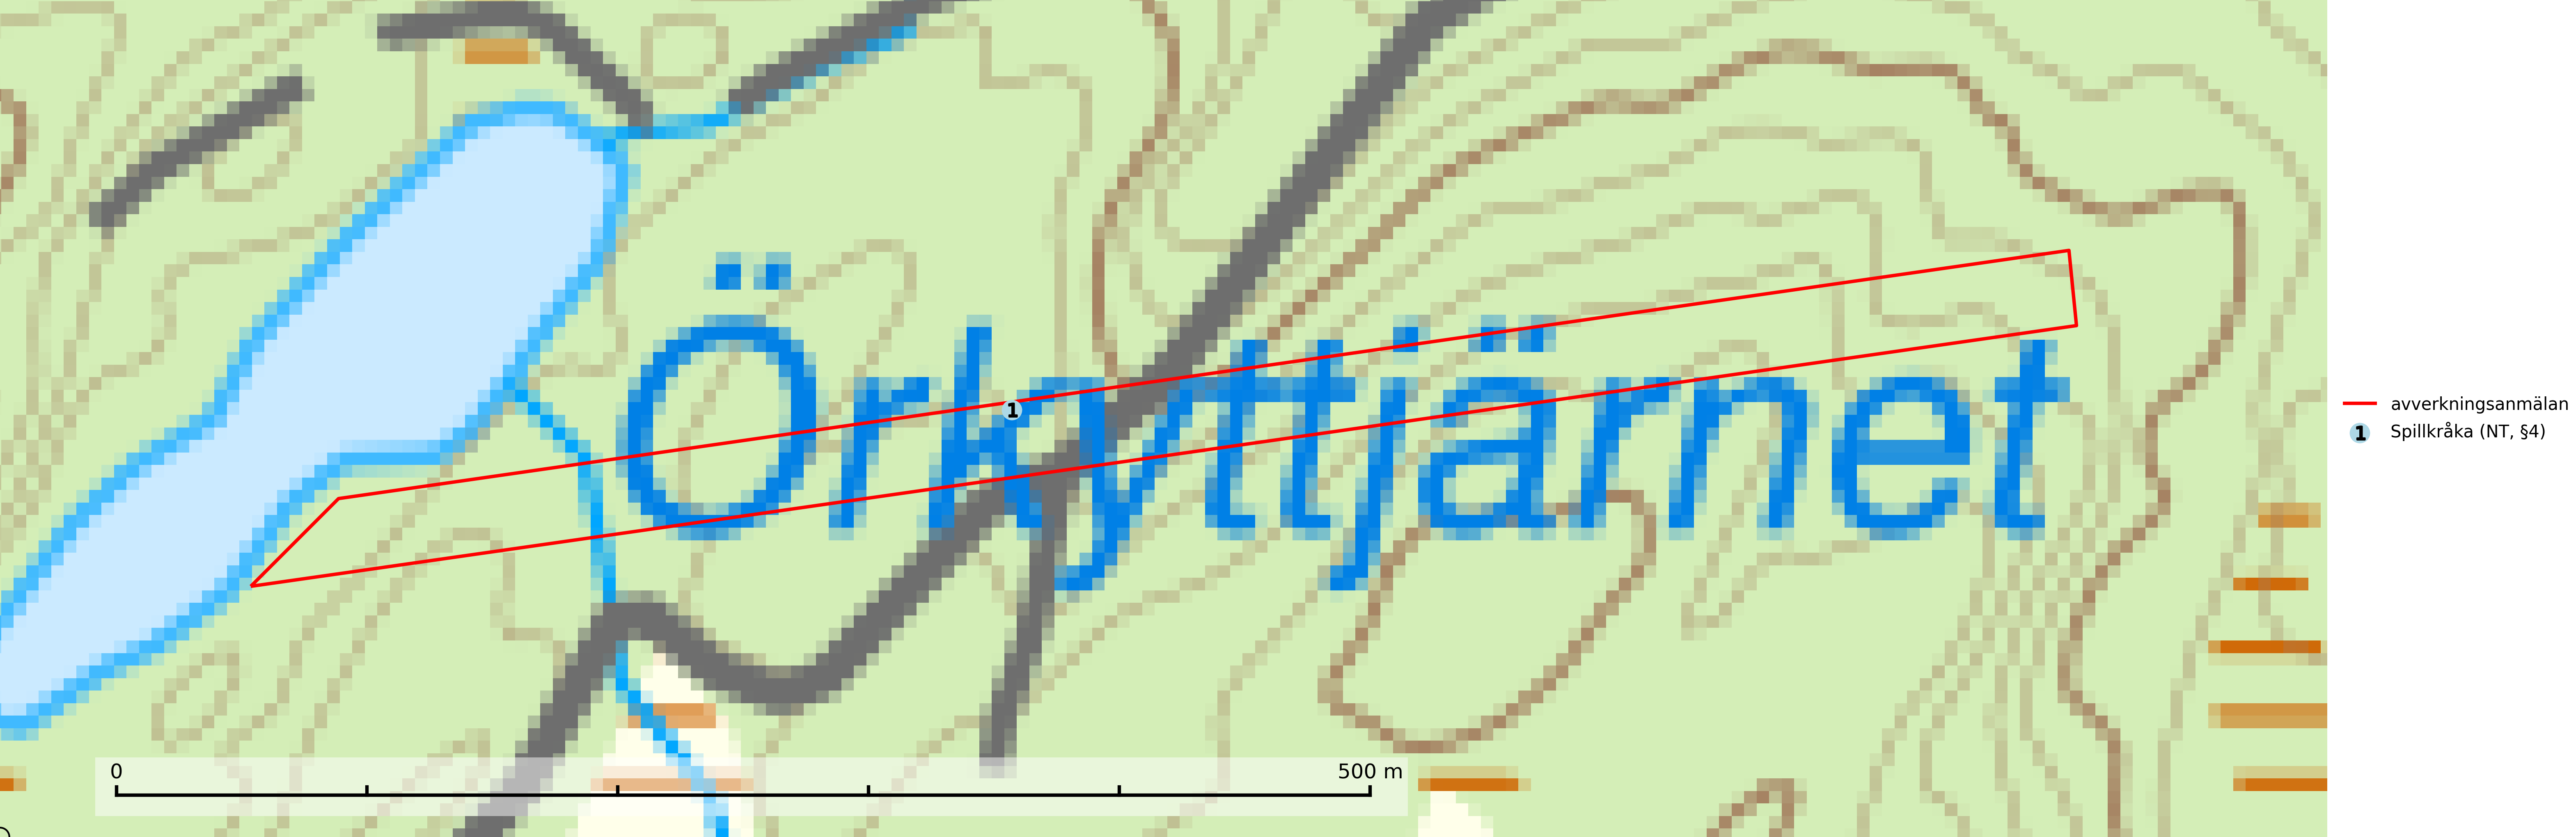 Örkyttjärnet
1
avverkningsanmälan
1 Spillkråka (NT, §4)
0 500 m